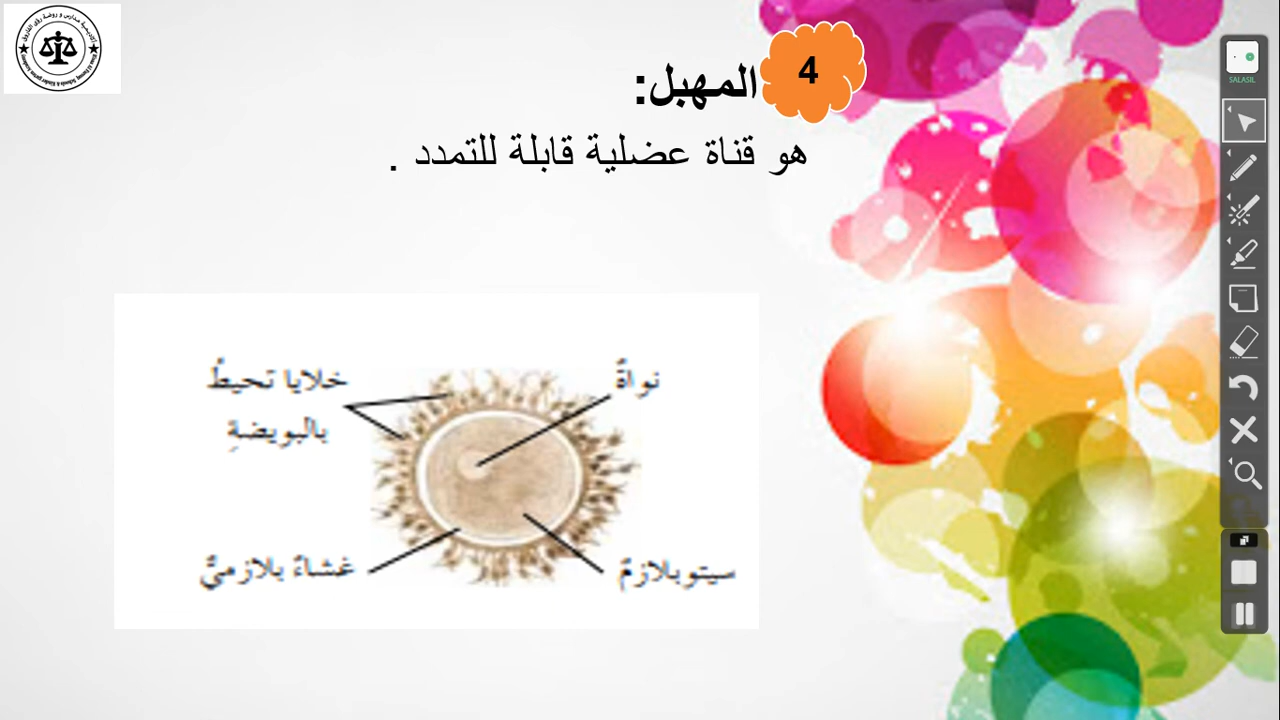 4
المهبل:
هو قناة عضلية قابلة للتمدد .
نواةٌ
خلايا تحيطُ
بالبويضةِ
سيتوبلازمٌ
غشاءٌ بلازميٌّ
SALASIL